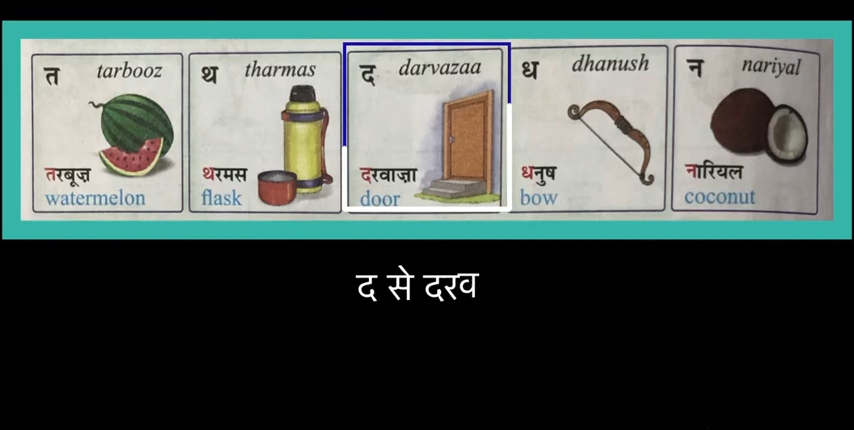 त tarbooz
तरबूज़
watermelon
थ tharmas
थरमस
flask
द darvazaa
दरवाज़ा
door
ध dhanush
धनुष
bow
न nariyal
नारियल
coconut
द से दरव